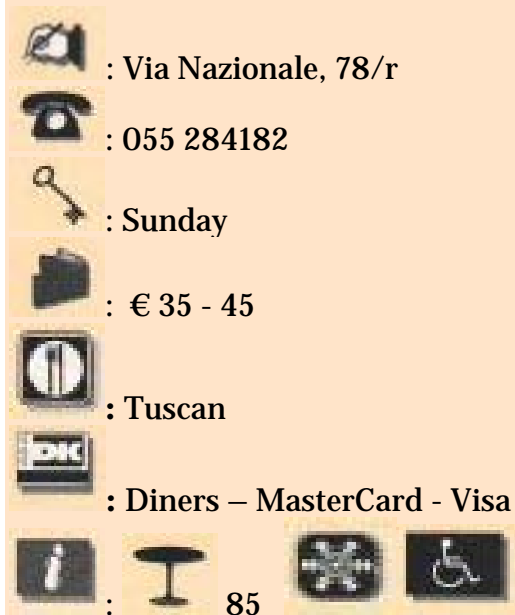 : Via Nazionale, 78/r
: 055 284182
: Sunday
: € 35 - 45
: Tuscan
: Diners – MasterCard - Visa
i : 85